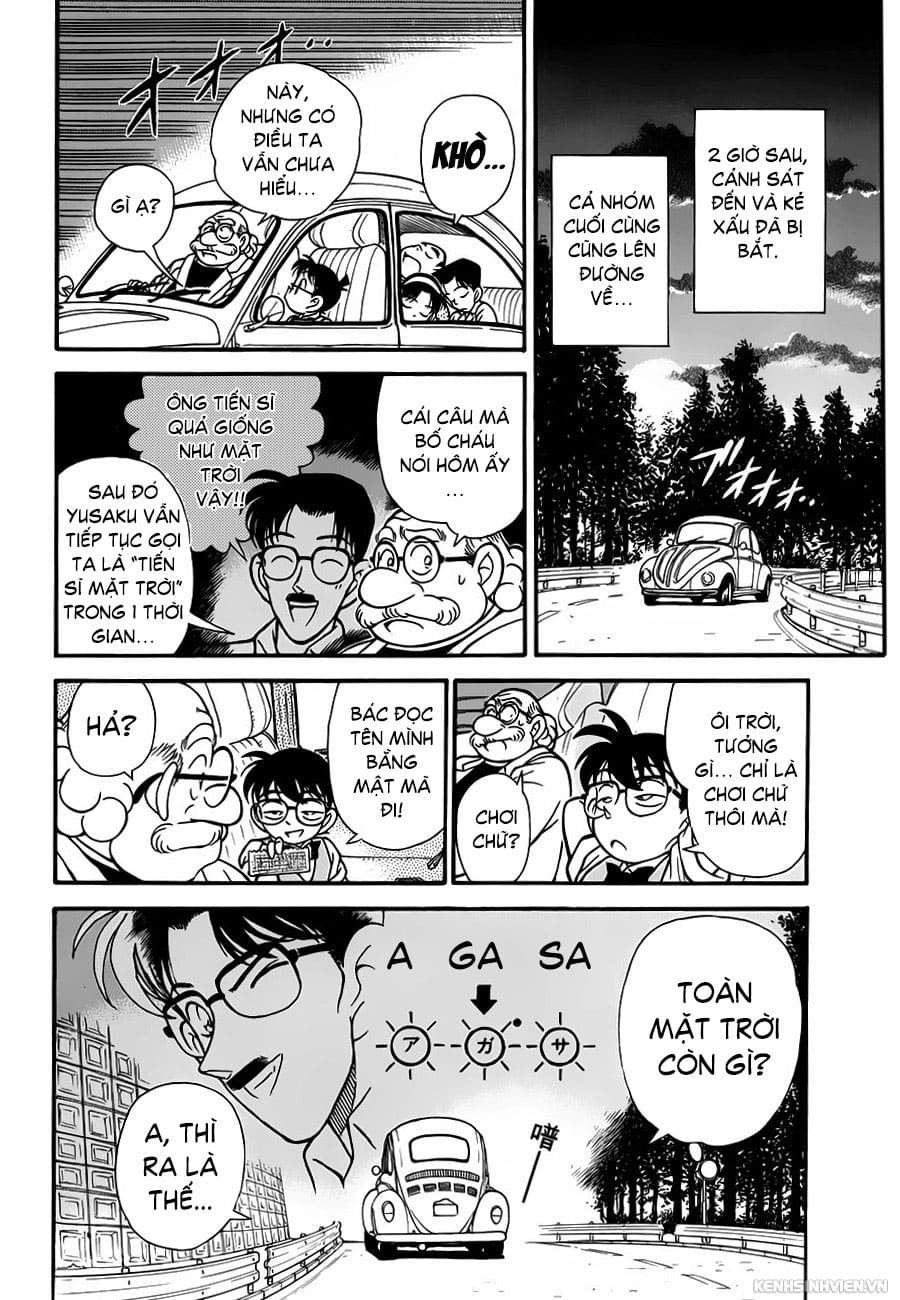 2 GIỜ SAU,
CẢNH SÁT
ĐẾN VÀ KẺ
XẤU ĐÃ BỊ
BẮT.
CẢ NHÓM
CUỐI CÙNG
CŨNG LÊN
ĐƯỜNG
VỀ...
ブオオオ..
オオオ..
KHÒ...
NÀY,
NHƯNG CÓ
ĐIỀU TA
VẪN CHƯA
HIỂU...
GÌ Ạ?
CÁI CÂU MÀ
BỐ CHÁU
NÓI HÔM ẤY
...
ÔNG TIẾN SĨ
QUẢ GIỐNG
NHƯ MẶT
TRỜI
VẬY!!
SAU ĐÓ
YUSAKU VẪN
TIẾP TỤC GỌI
TA LÀ "TIẾN
SĨ MẶT TRỜI"
TRONG 1 THỜI
GIAN...
ÔI TRỜI,
TƯỞNG
GÌ... CHỈ LÀ
CHƠI CHỮ
THÔI MÀ!
CHƠI
CHỮ?
BÁC ĐỌC
TÊN MÌNH
BẰNG
MẬT MÃ
ĐI!
HẢ?
TOÀN
MẶT TRỜI
CÒN GÌ?
A GA SA
ア ガ サ
A, THÌ
RA LÀ
THẾ...
噜
KENHSINHVIEN.VN